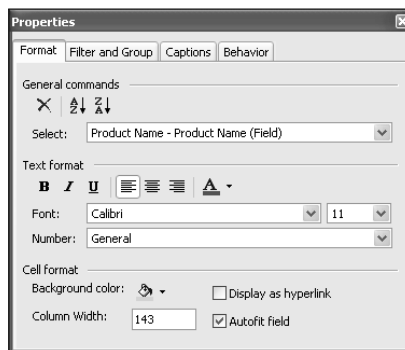 Properties
Format Filter and Group Captions Behavior
General commands
A Z Z A
Select: Product Name - Product Name (Field)
Text format
B I U A
Font: Calibri 11
Number: General
Cell format
Background color: Display as hyperlink
Column Width: 143 Autofit field